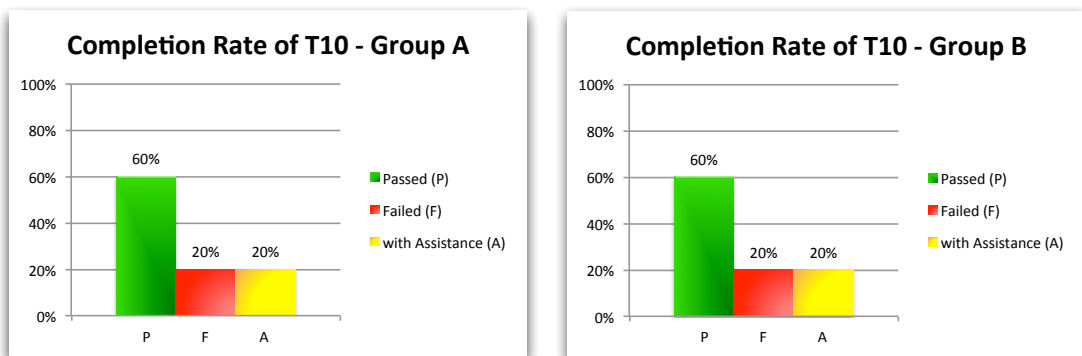 Completion Rate of T10 - Group A
100%
80%
60%
40%
20%
0%
60%
20%
20%
P
F
A
Passed (P)
Failed (F)
with Assistance (A)
Completion Rate of T10 - Group B
100%
80%
60%
40%
20%
0%
60%
20%
20%
P
F
A
Passed (P)
Failed (F)
with Assistance (A)